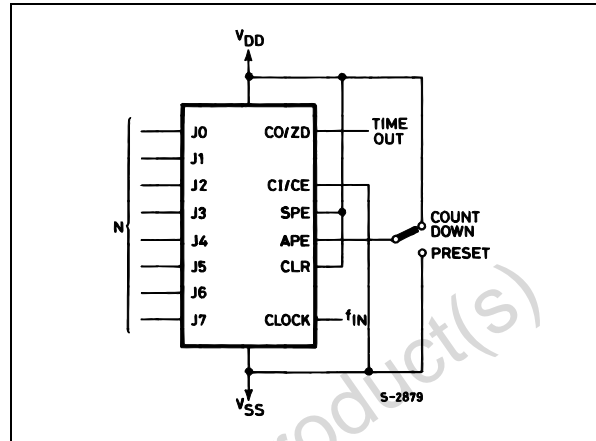 VDD
J0
J1
J2
J3
J4
J5
J6
J7
N
CO/ZD
CI/CE
SPE
APE
CLR
CLOCK
TIME
OUT
COUNT
DOWN
PRESET
fIN
VSS
S-2879
roduct(s)